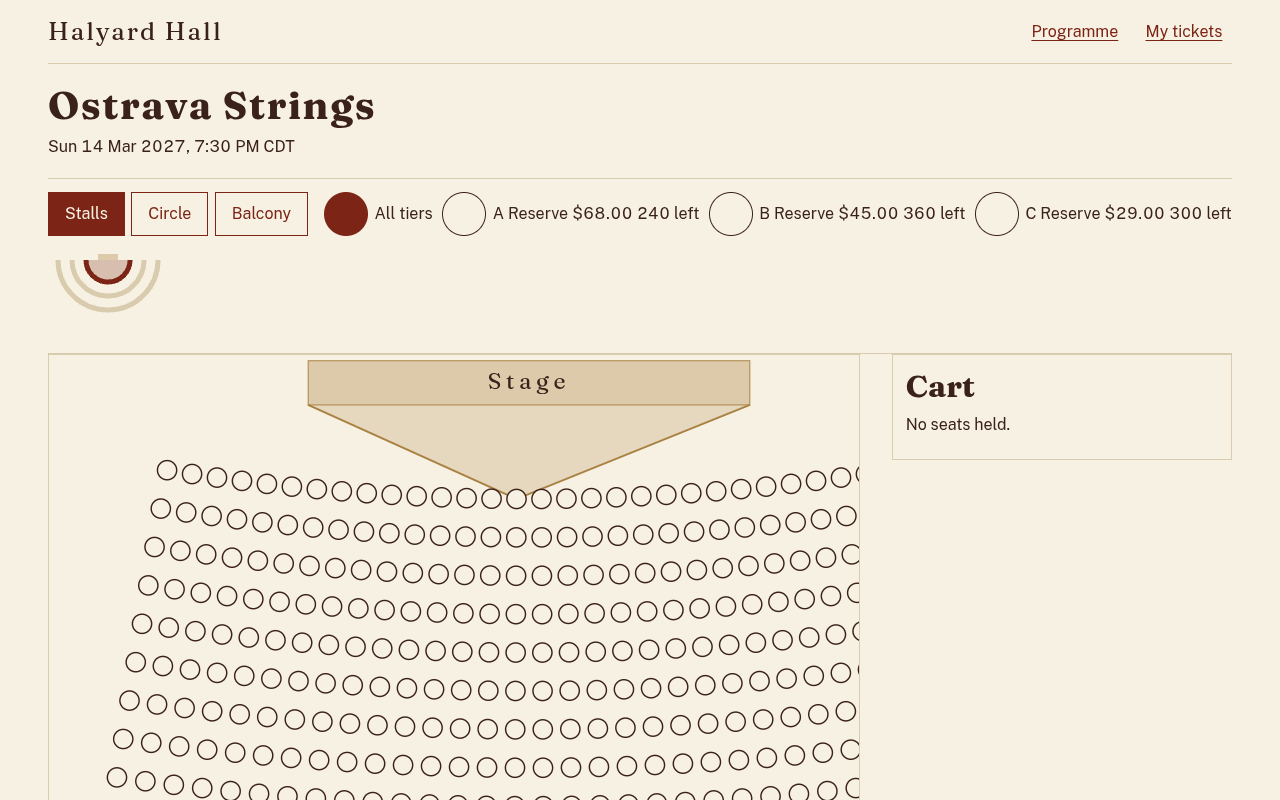 Halyard Hall
Programme My tickets
Ostrava Strings
Sun 14 Mar 2027, 7:30 PM CDT
Stalls Circle Balcony All tiers A Reserve $68.00 240 left B Reserve $45.00 360 left C Reserve $29.00 300 left
Stage
Cart
No seats held.